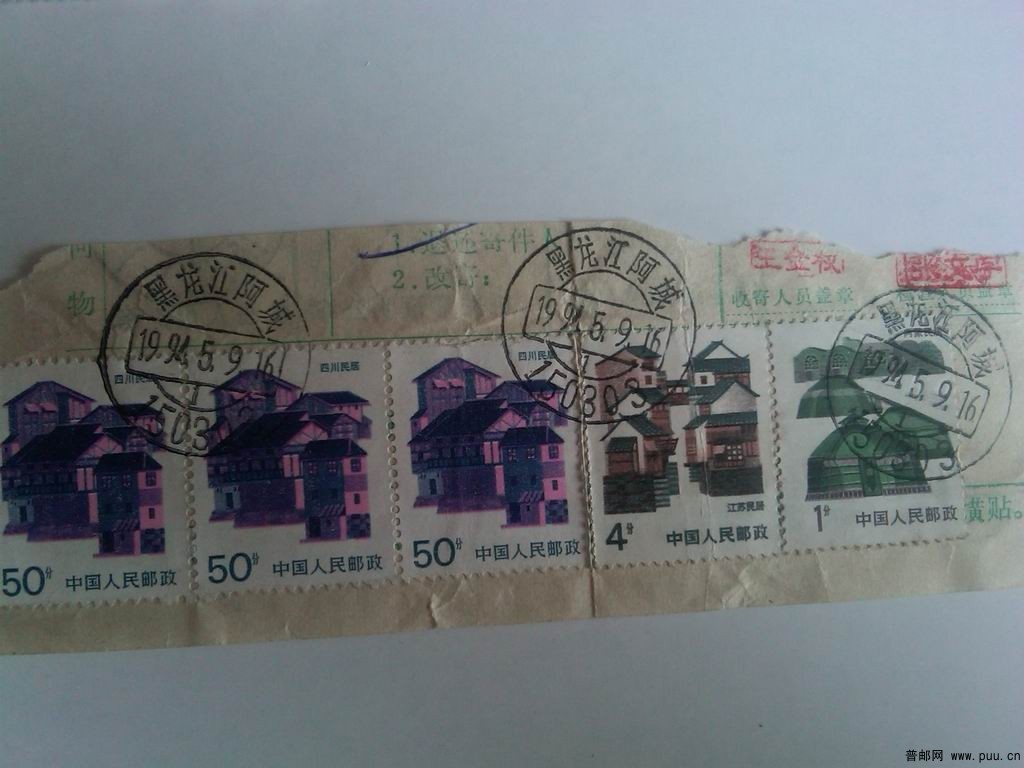 间
物
1.退还寄件人
2.改寄:
收寄人员盖章
黑龙江阿城
1994.5.9.16
150303
黑龙江阿城
1994.5.9.16
150303
黑龙江阿城
1994.5.9.16
150303
四川民居
50分 中国人民邮政
四川民居
50分 中国人民邮政
四川民居
50分 中国人民邮政
江苏民居
4分 中国人民邮政
1分 中国人民邮政
贴。
普邮网 www.puu.cn